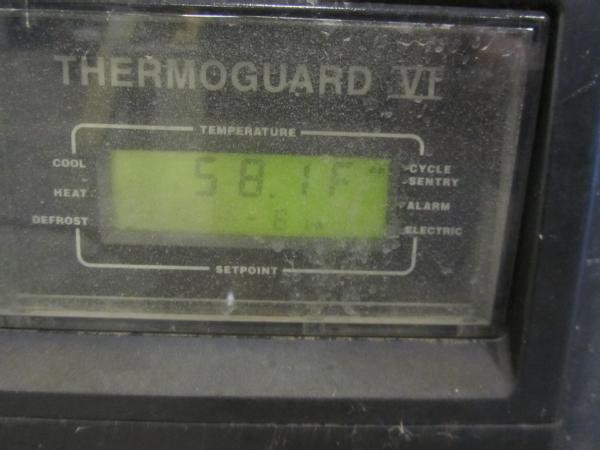 THERMOGUARD VI
TEMPERATURE
COOL
HEAT
DEFROST
58.1F
CYCLE
-SENTRY
ALARM
ELECTRIC
SETPOINT